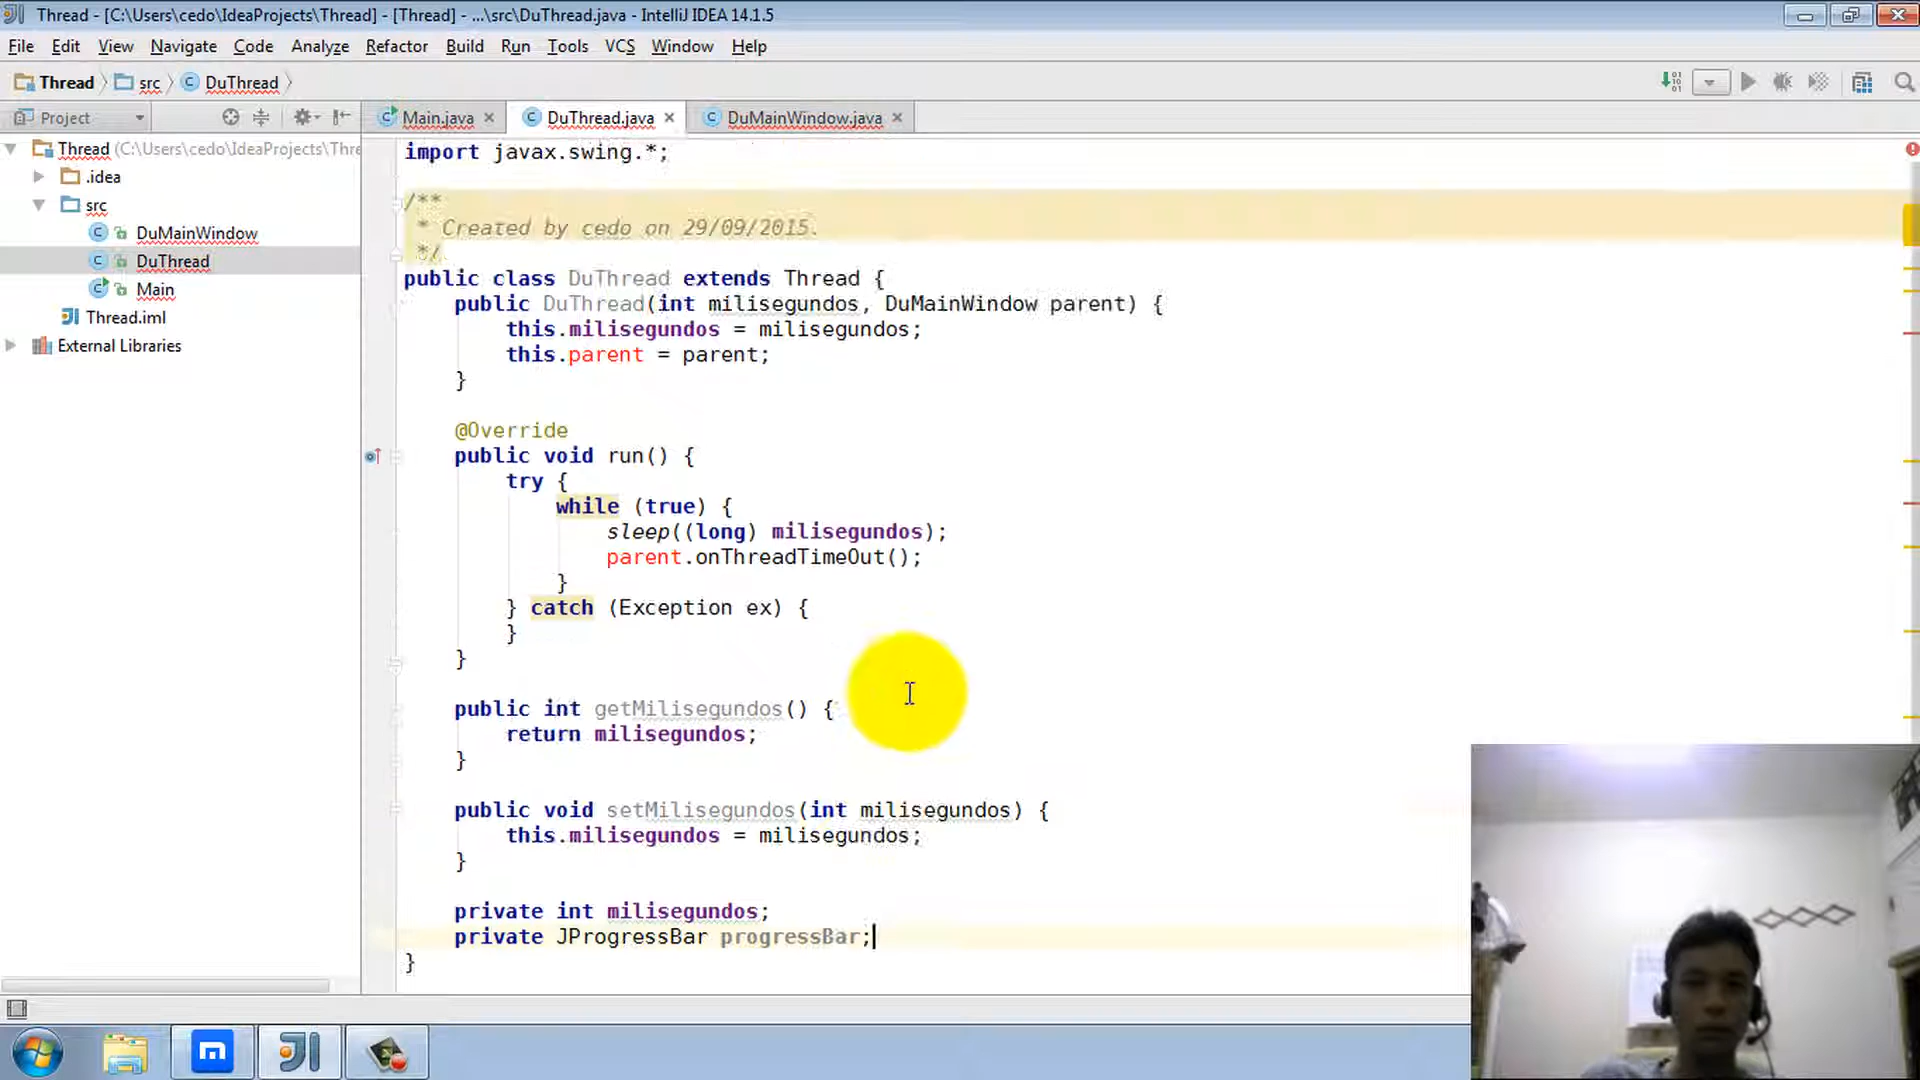 Thread - [C:\Users\cedo\IdeaProjects\Thread] - [Thread] - ...\src\DuThread.java - IntelliJ IDEA 14.1.5
File Edit View Navigate Code Analyze Refactor Build Run Tools VCS Window Help
Thread src DuThread
Project
Main.java DuThread.java DuMainWindow.java
Thread (C:\Users\cedo\IdeaProjects\Thre
.idea
src
DuMainWindow
DuThread
Main
Thread.iml
External Libraries
import javax.swing.*;
/**
* Created by cedo on 29/09/2015.
*/
public class DuThread extends Thread {
public DuThread(int milisegundos, DuMainWindow parent) {
this.milisegundos = milisegundos;
this.parent = parent;
}
@Override
public void run() {
try {
while (true) {
sleep((long) milisegundos);
parent.onThreadTimeOut();
}
} catch (Exception ex) {
}
}
public int getMilisegundos() {
return milisegundos;
}
public void setMilisegundos(int milisegundos) {
this.milisegundos = milisegundos;
}
private int milisegundos;
private JProgressBar progressBar;
}